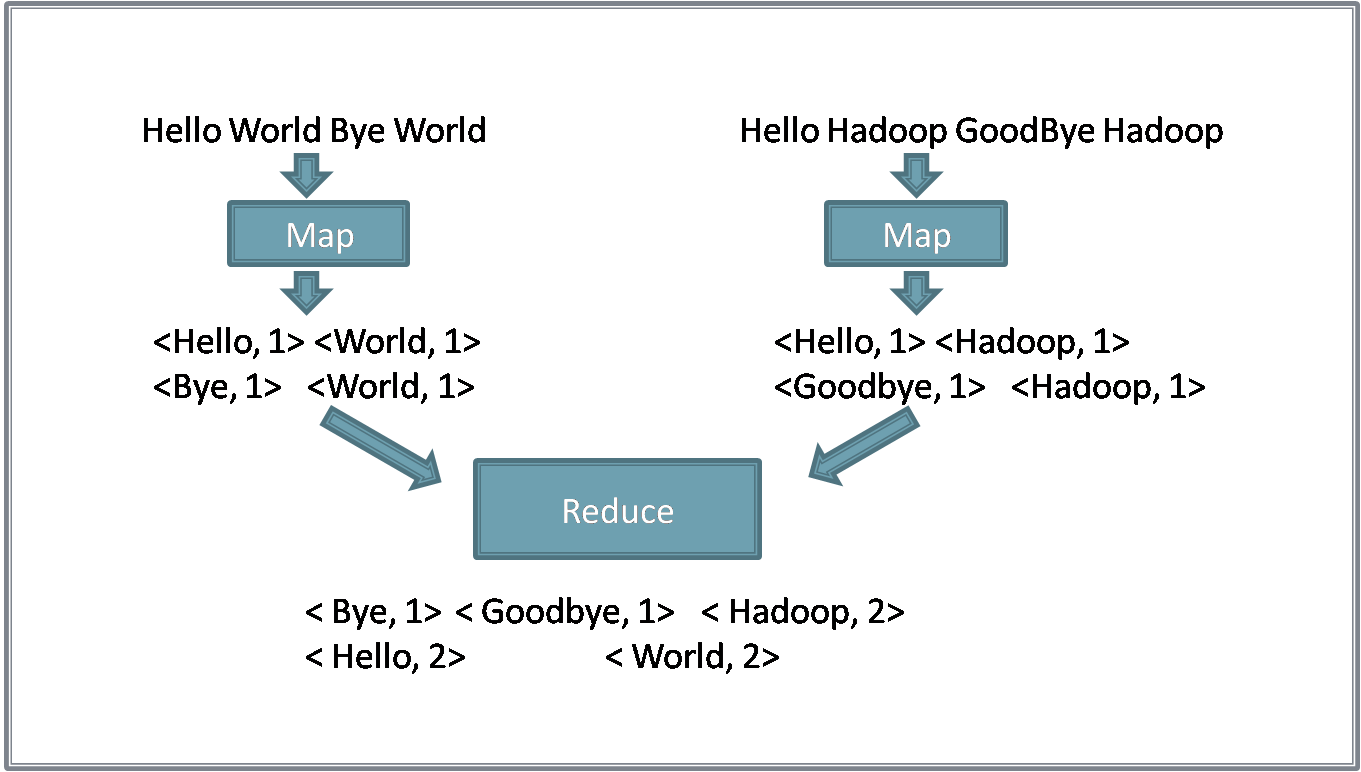 Hello World Bye World
Hello Hadoop GoodBye Hadoop
Map
Map
<Hello, 1> <World, 1>
<Bye, 1> <World, 1>
<Hello, 1> <Hadoop, 1>
<Goodbye, 1> <Hadoop, 1>
Reduce
< Bye, 1> < Goodbye, 1> < Hadoop, 2>
< Hello, 2> < World, 2>